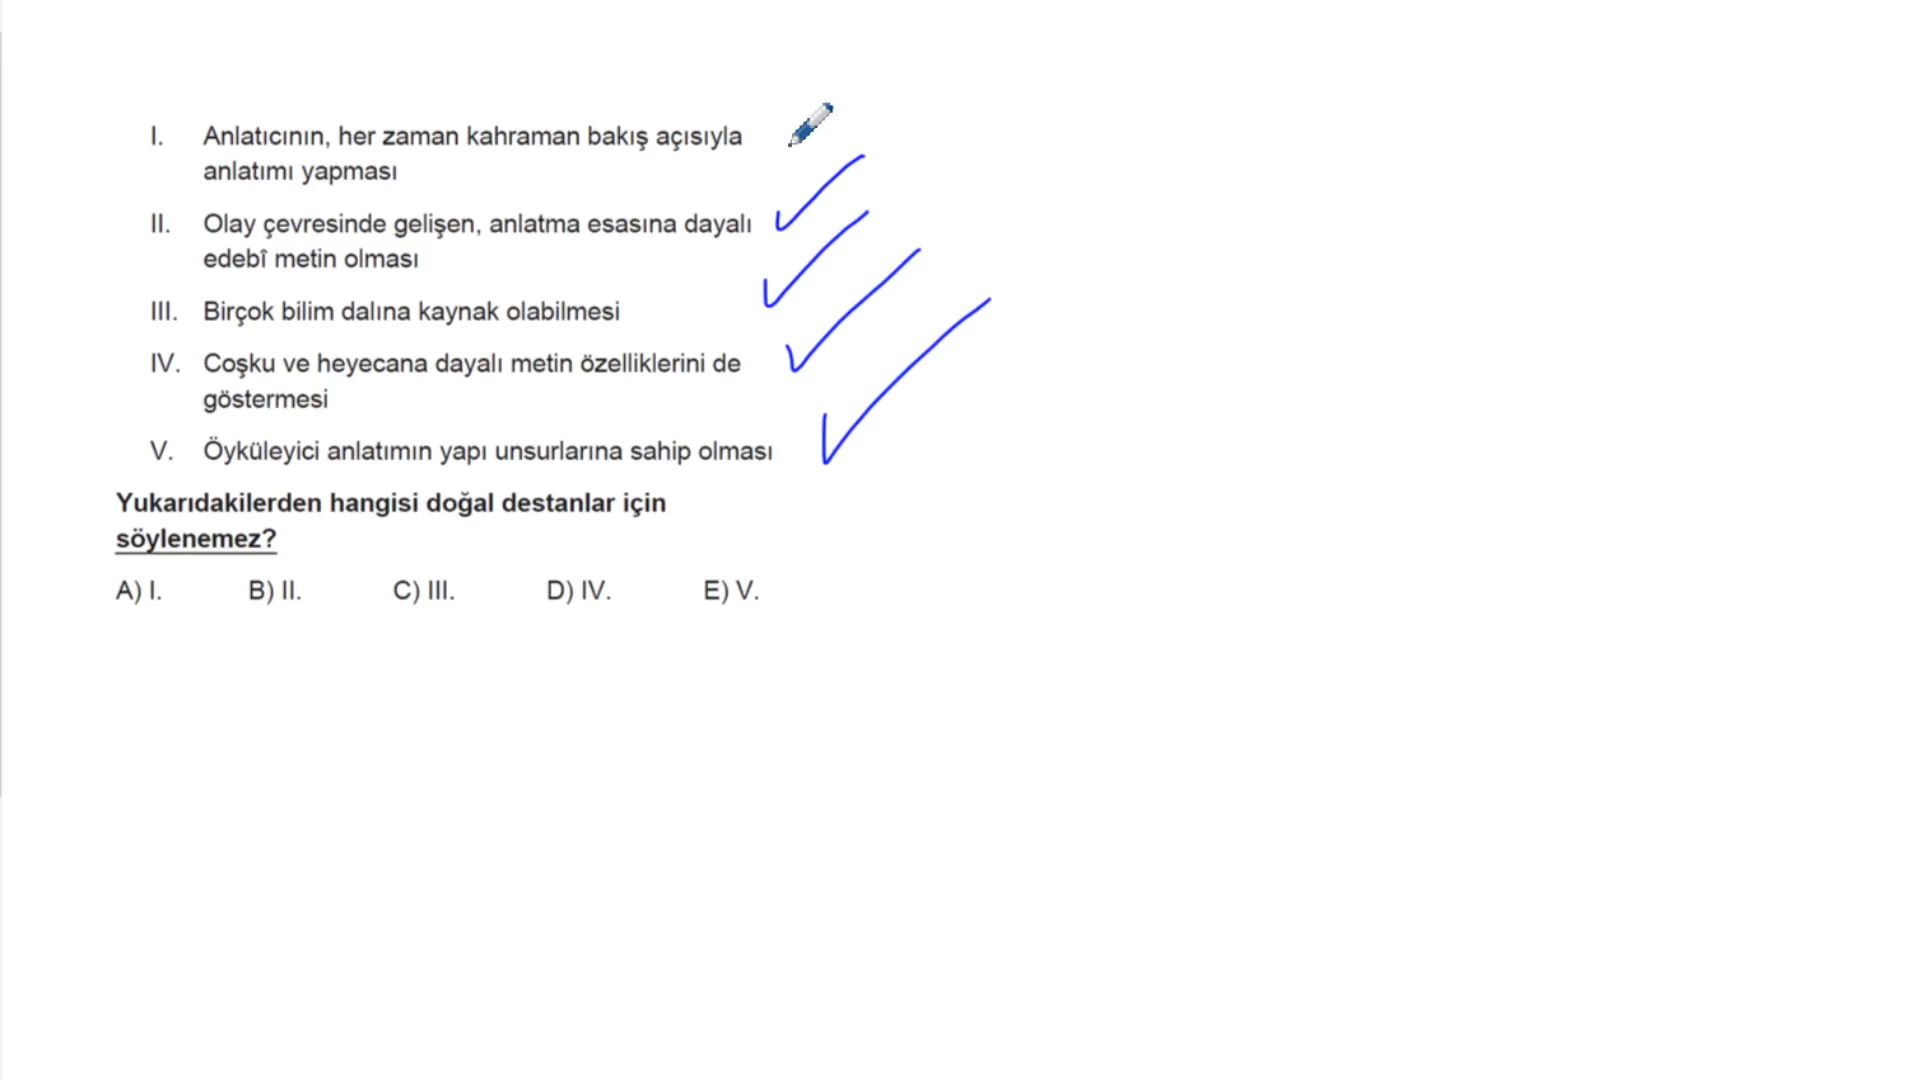 I. Anlatıcının, her zaman kahraman bakış açısıyla
anlatımı yapması
II. Olay çevresinde gelişen, anlatma esasına dayalı
edebî metin olması
III. Birçok bilim dalına kaynak olabilmesi
IV. Coşku ve heyecana dayalı metin özelliklerini de
göstermesi
V. Öyküleyici anlatımın yapı unsurlarına sahip olması
Yukarıdakilerden hangisi doğal destanlar için
söylenemez?
A) I. B) II. C) III. D) IV. E) V.